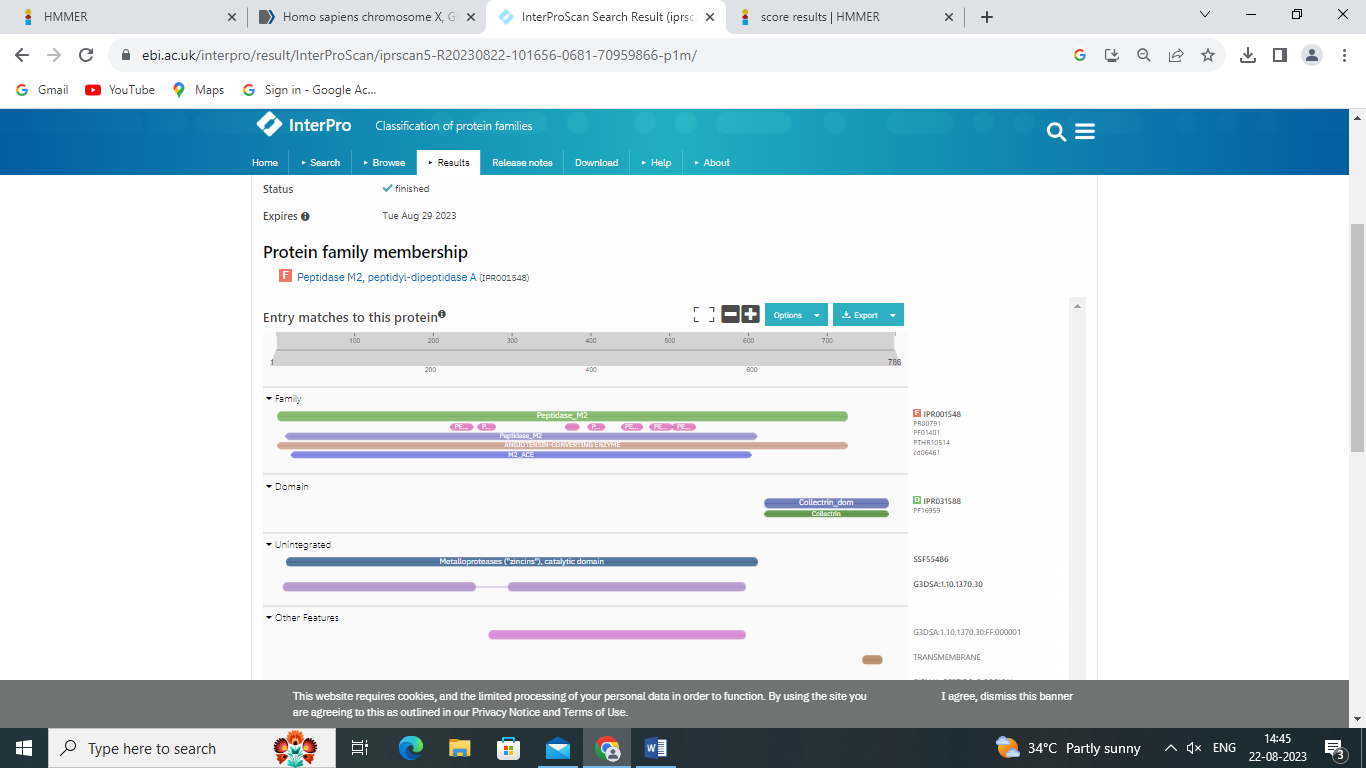 HMMER
Homo sapiens chromosome X, G
InterProScan Search Result (iprsc
score results | HMMER
ebi.ac.uk/interpro/result/InterProScan/iprscan5-R20230822-101656-0681-70959866-p1m/
Gmail YouTube Maps Sign in - Google Ac...
InterPro Classification of protein families
Home Search Browse Results Release notes Download Help About
Status finished
Expires Tue Aug 29 2023
Protein family membership
F Peptidase M2, peptidyl-dipeptidase A (IPR001548)
Entry matches to this protein
Options Export
100 200 300 400 500 600 700
1 786
200 400 600
Family
Peptidase_M2
F IPR001548
PE... P... P... PE... PE... PE...
PR00791
Peptidase_M2
PF01401
ANGIOTENSIN-CONVERTING ENZYME
PTHR10514
M2_ACE
cd06461
Domain
Collectrin_dom
D IPR031588
Collectrin
PF16959
Unintegrated
Metalloproteases ("zincins"), catalytic domain
SSF55486
G3DSA:1.10.1370.30
Other Features
G3DSA:1.10.1370.30:FF:000001
TRANSMEMBRANE
This website requires cookies, and the limited processing of your personal data in order to function. By using the site you
are agreeing to this as outlined in our Privacy Notice and Terms of Use.
I agree, dismiss this banner
Type here to search
34°C Partly sunny
ENG
14:45
22-08-2023
3